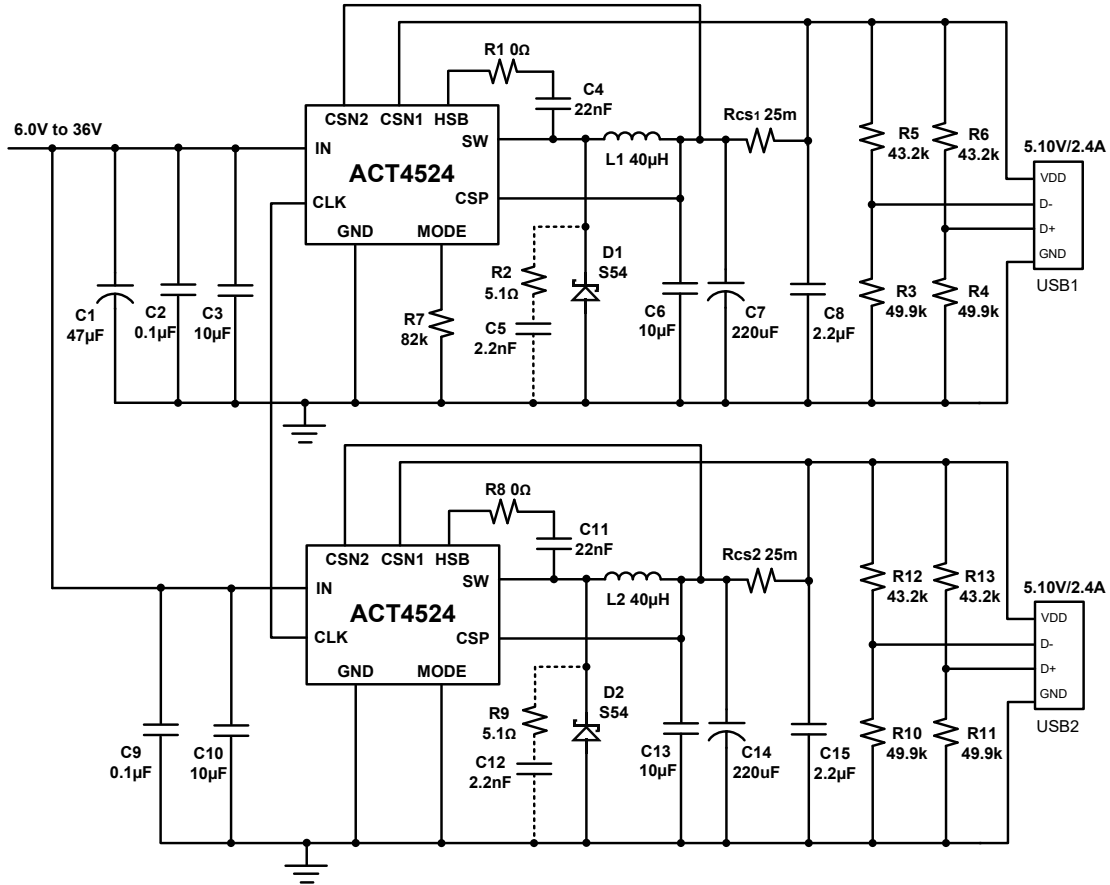 R1 0Ω
C4
22nF
CSN2 CSN1 HSB
6.0V to 36V
IN
SW
ACT4524
CLK
CSP
GND MODE
L1 40µH
Rcs1 25m
R5
43.2k
R6
43.2k
5.10V/2.4A
VDD
D-
D+
GND
USB1
C1
47µF
C2
0.1µF
C3
10µF
R7
82k
R2
5.1Ω
C5
2.2nF
D1
S54
C6
10µF
C7
220uF
C8
2.2µF
R3
49.9k
R4
49.9k
R8 0Ω
C11
22nF
CSN2 CSN1 HSB
IN
SW
ACT4524
CLK
CSP
GND MODE
L2 40µH
Rcs2 25m
R12
43.2k
R13
43.2k
5.10V/2.4A
VDD
D-
D+
GND
USB2
C9
0.1µF
C10
10µF
R9
5.1Ω
C12
2.2nF
D2
S54
C13
10µF
C14
220uF
C15
2.2µF
R10
49.9k
R11
49.9k